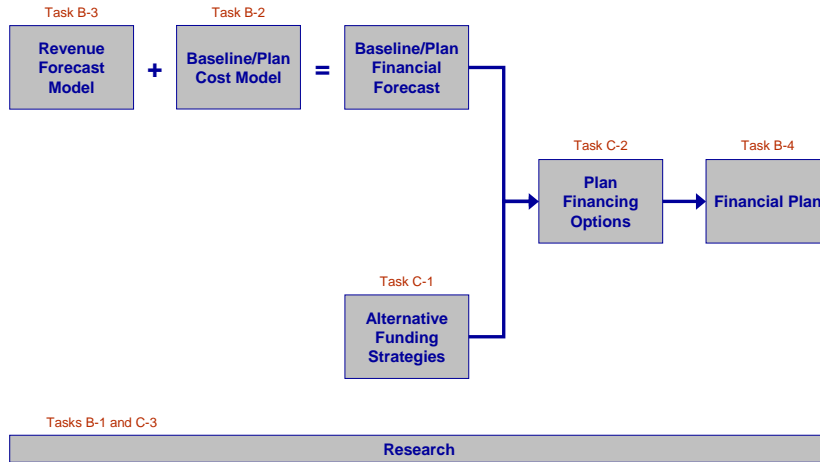 Task B-3
Task B-2
Revenue
Forecast
Model
+
Baseline/Plan
Cost Model
=
Baseline/Plan
Financial
Forecast
Task C-2
Task B-4
Plan
Financing
Options
Financial Plan
Task C-1
Alternative
Funding
Strategies
Tasks B-1 and C-3
Research